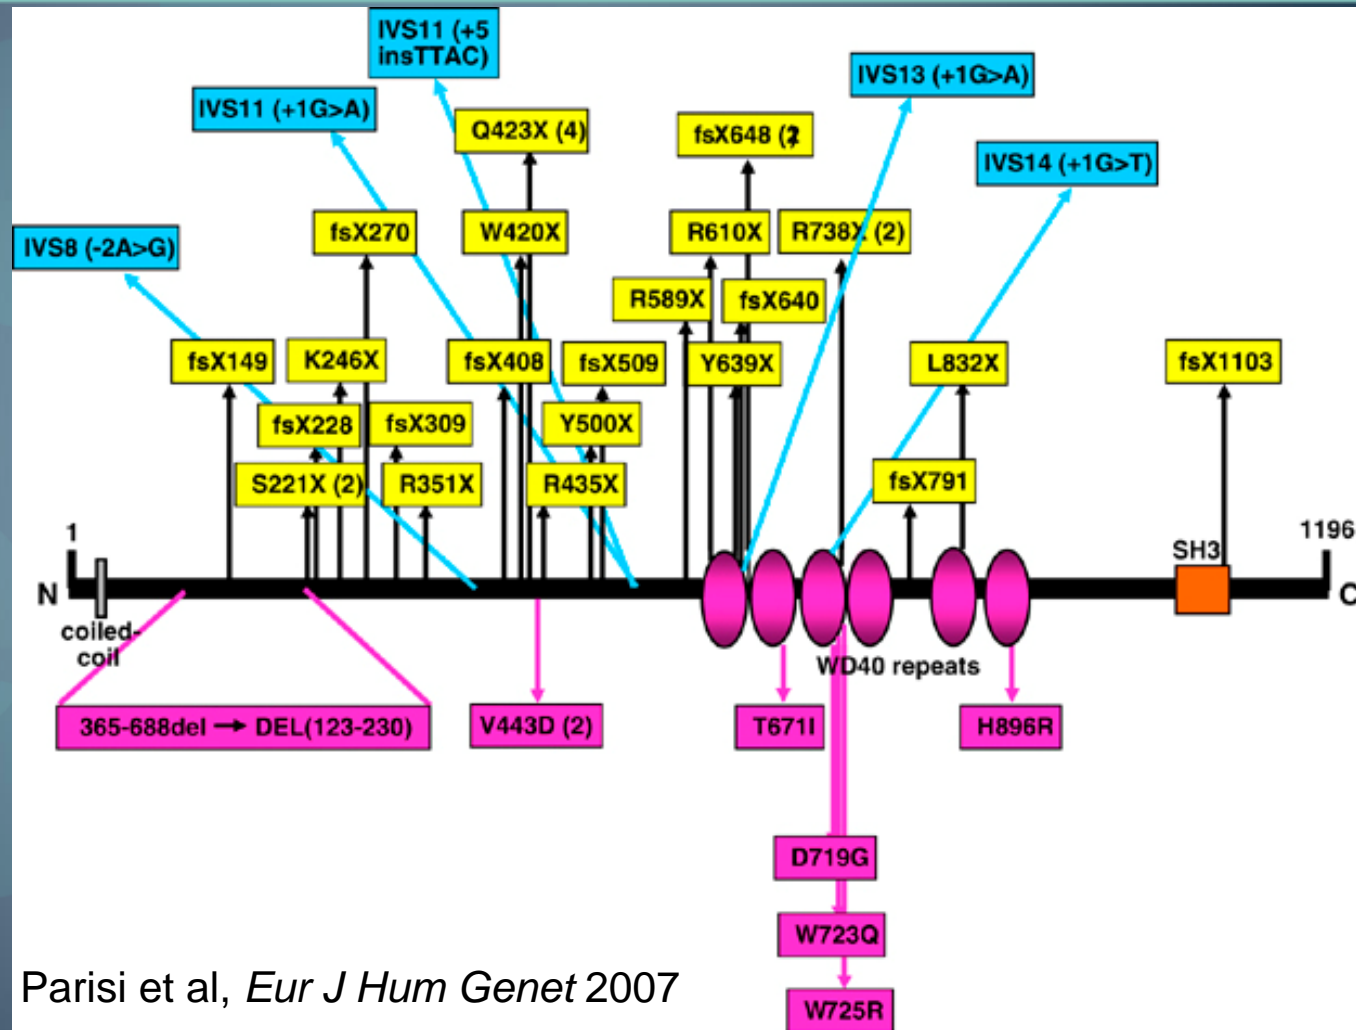 IVS11 (+5
insTTAC)
IVS13 (+1G>A)
IVS11 (+1G>A)
Q423X (4)
fsX648 (2
IVS14 (+1G>T)
IVS8 (-2A>G)
fsX270
W420X
R610X
R738X (2)
R589X
fsX640
fsX149
K246X
fsX408
fsX509
Y639X
L832X
fsX1103
fsX228
fsX309
Y500X
S221X (2)
R351X
R435X
fsX791
1
1196
SH3
N
C
coiled-
coil
WD40 repeats
365-688del → DEL(123-230)
V443D (2)
T671I
H896R
D719G
W723Q
W725R
Parisi et al, Eur J Hum Genet 2007